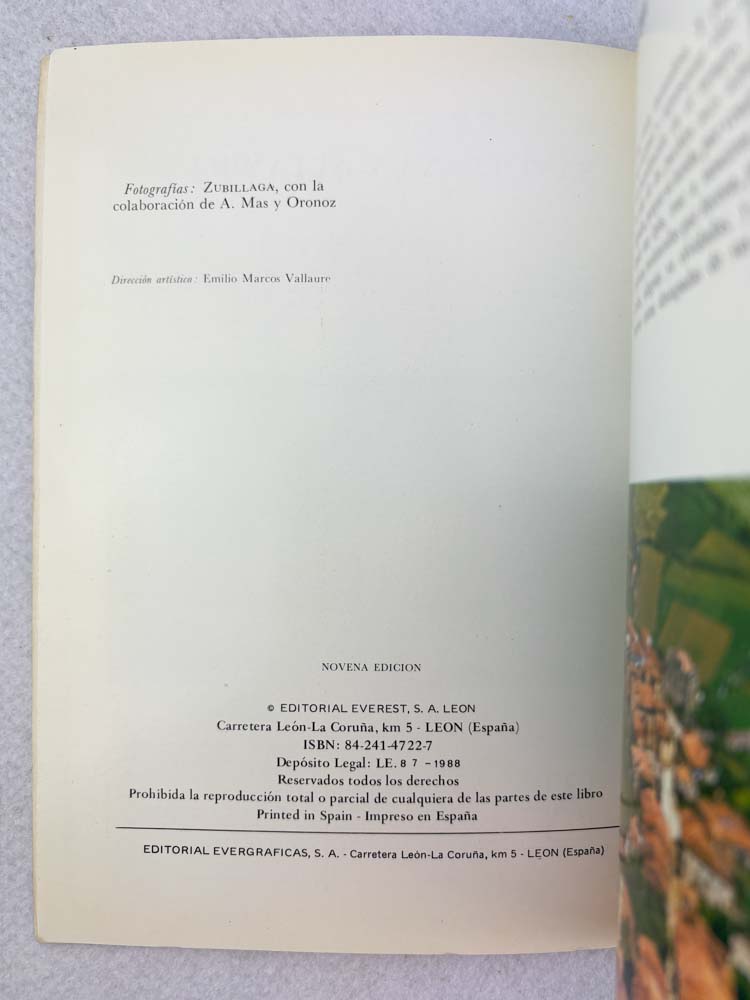 Fotografías: ZUBILLAGA, con la
colaboración de A. Mas y Oronoz
Dirección artística: Emilio Marcos Vallaure
NOVENA EDICION
© EDITORIAL EVEREST, S. A. LEON
Carretera León-La Coruña, km 5 - LEON (España)
ISBN: 84-241-4722-7
Depósito Legal: LE. 87 - 1988
Reservados todos los derechos
Prohibida la reproducción total o parcial de cualquiera de las partes de este libro
Printed in Spain - Impreso en España
EDITORIAL EVERGRAFICAS, S. A. - Carretera León-La Coruña, km 5 - LEON (España)